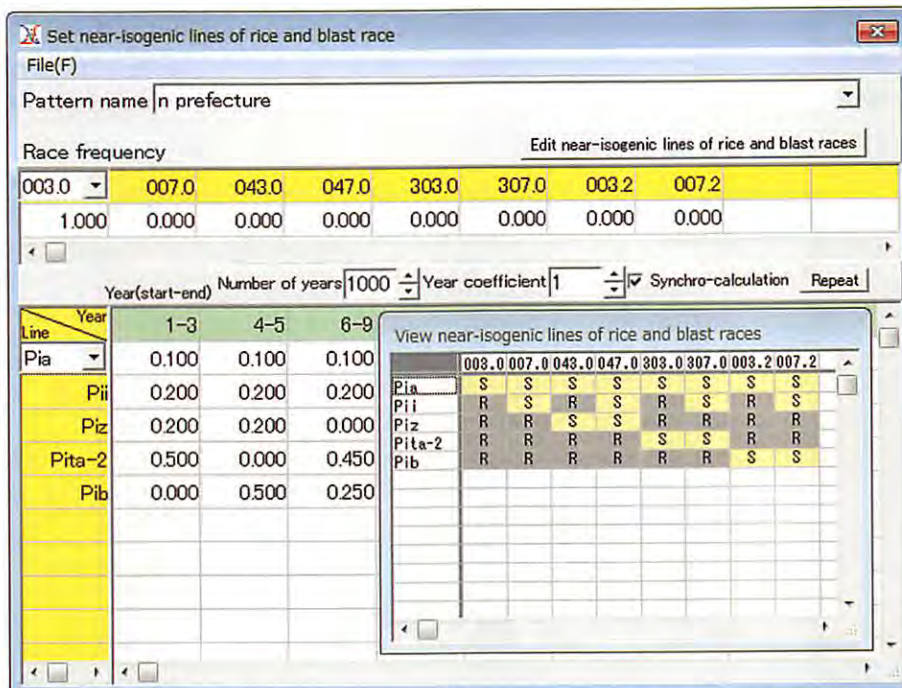 Set near-isogenic lines of rice and blast race
File(F)
Pattern name n prefecture
Race frequency Edit near-isogenic lines of rice and blast races
003.0 007.0 043.0 047.0 303.0 307.0 003.2 007.2
1.000 0.000 0.000 0.000 0.000 0.000 0.000 0.000
Year(start-end) Number of years 1000 Year coefficient 1 Synchro-calculation Repeat
Line Year 1-3 4-5 6-9
Pia 0.100 0.100 0.100
Pii 0.200 0.200 0.200
Piz 0.200 0.200 0.000
Pita-2 0.500 0.000 0.450
Pib 0.000 0.500 0.250
View near-isogenic lines of rice and blast races
003.0 007.0 043.0 047.0 303.0 307.0 003.2 007.2
Pia S S S S S S S S
Pii R S R S R S R S
Piz R R S S R R R R
Pita-2 R R R R S S R R
Pib R R R R R R S S